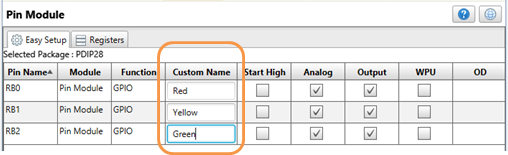 Pin Module
Easy Setup Registers
Selected Package : PDIP28
Pin Name Module Function Custom Name Start High Analog Output WPU OD
RB0 Pin Module GPIO Red
RB1 Pin Module GPIO Yellow
RB2 Pin Module GPIO Green